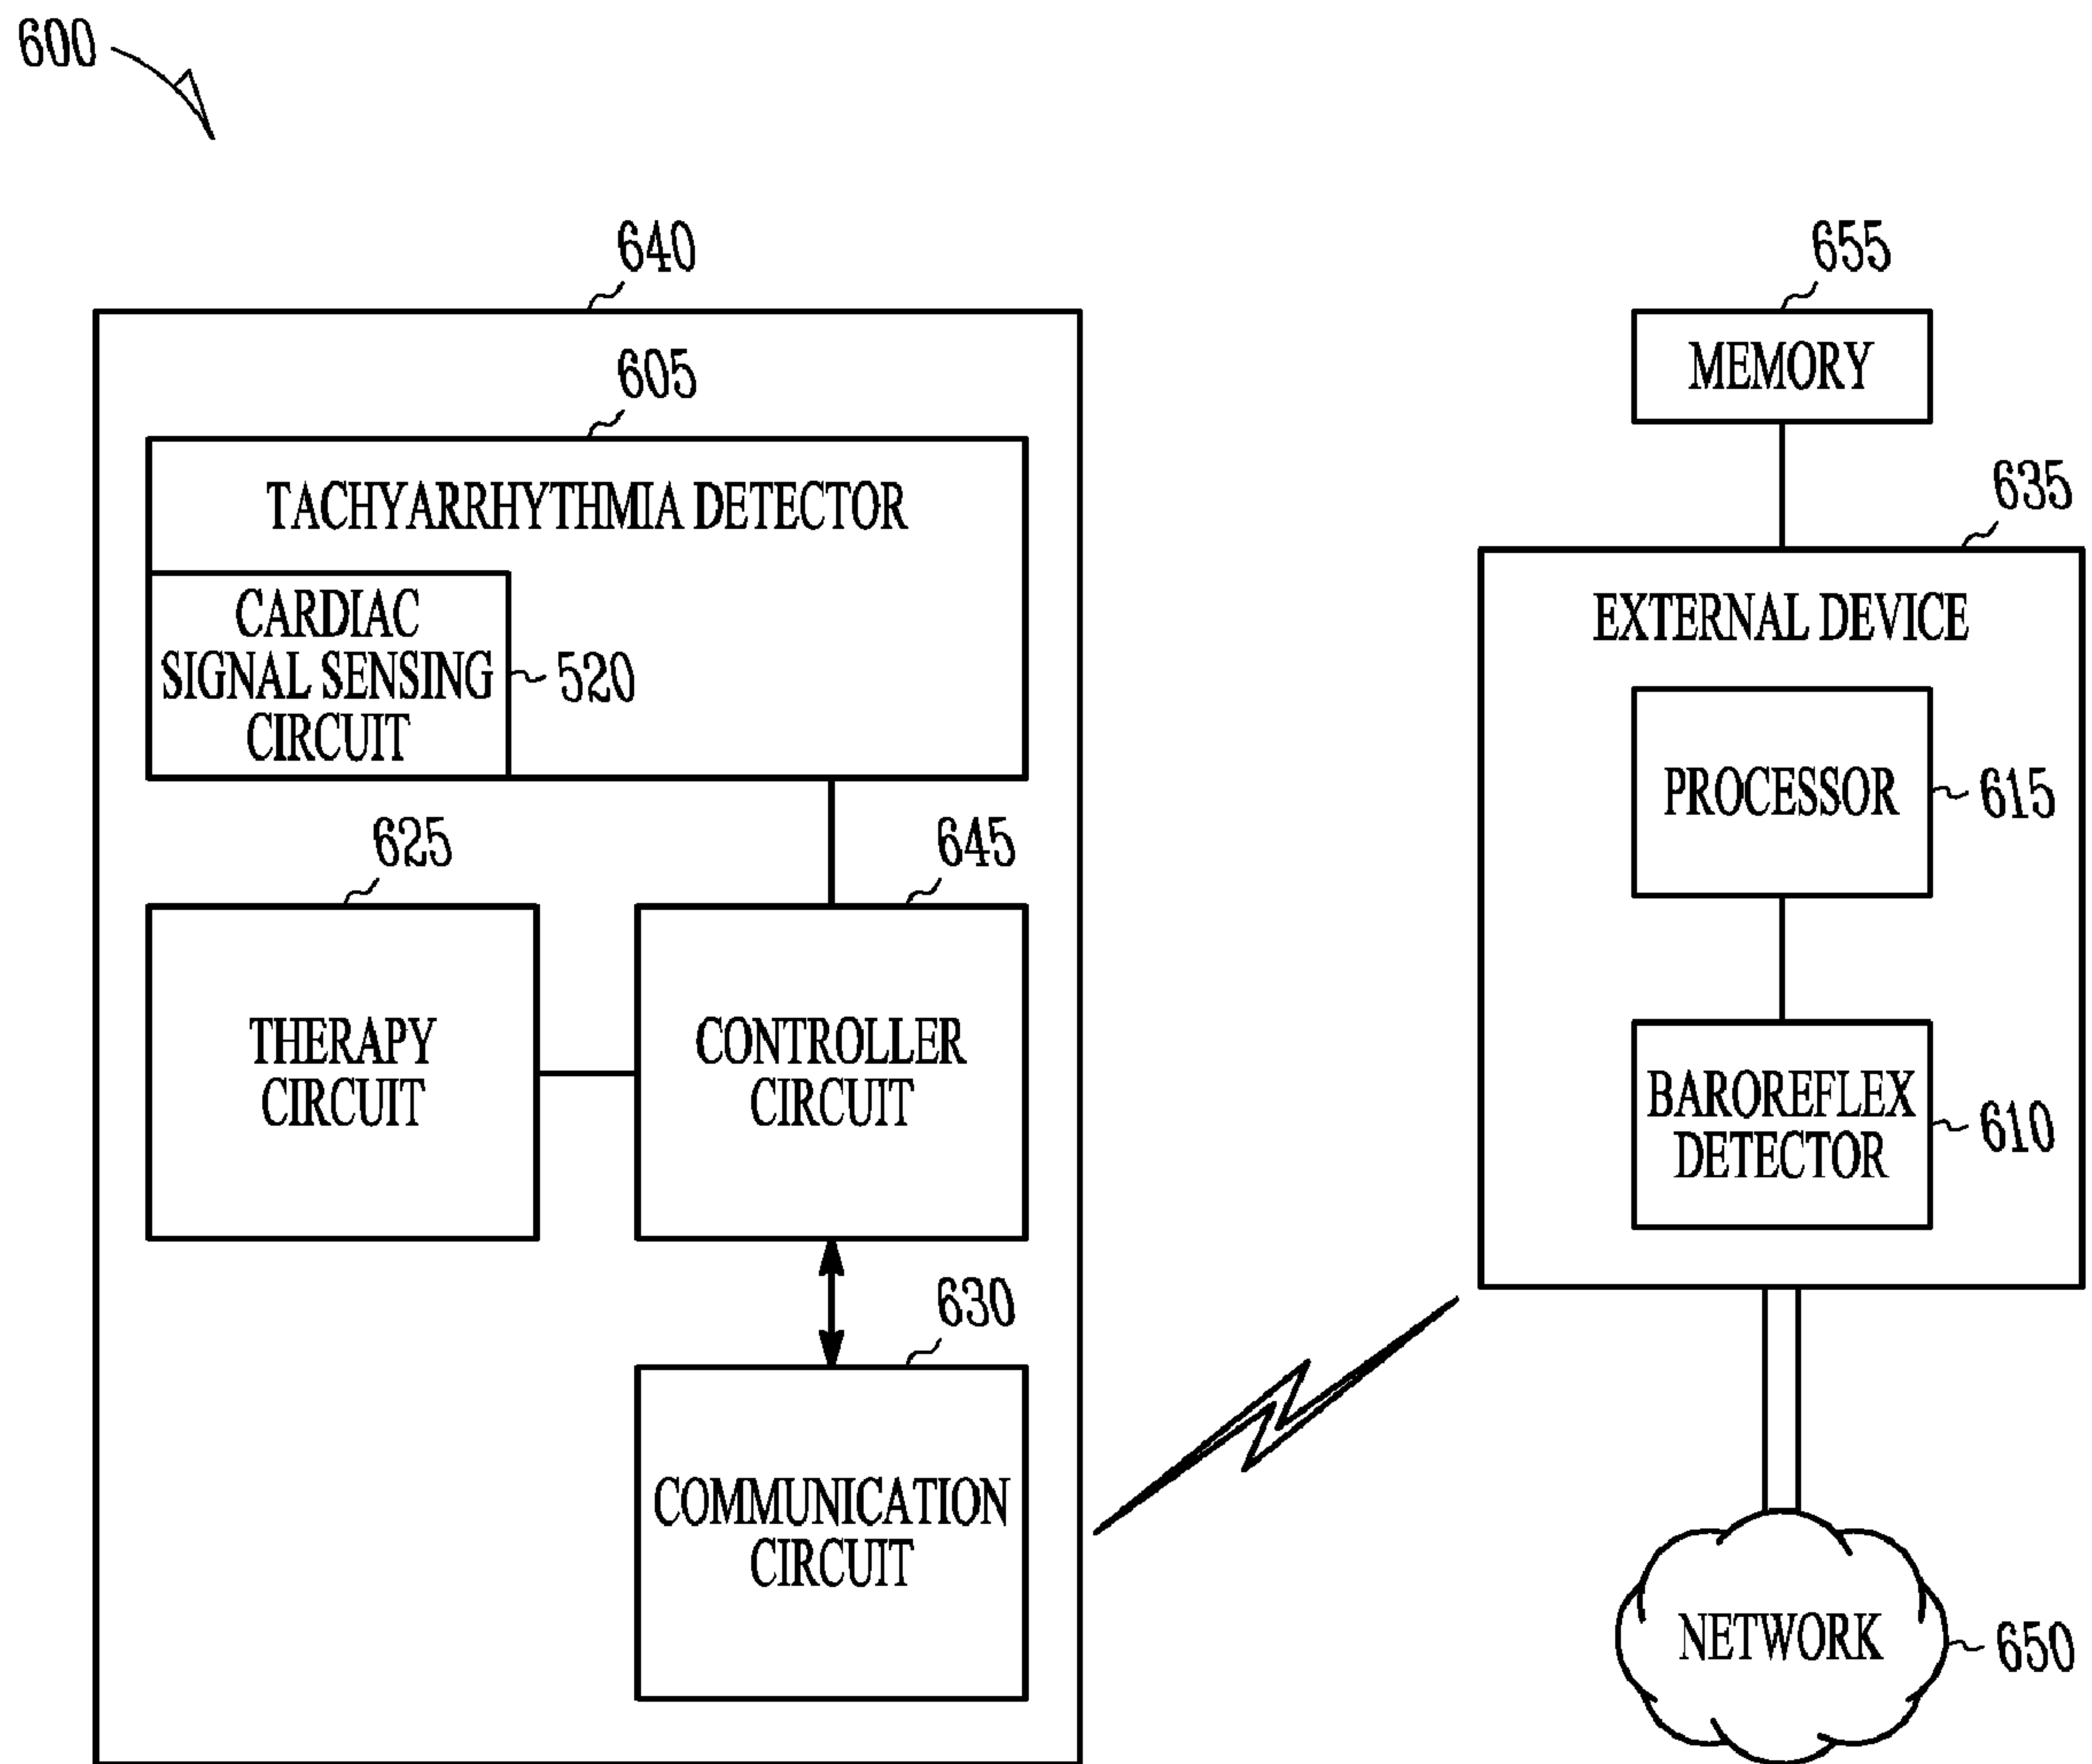 600
640
605
TACHYARRHYTHMIA DETECTOR
CARDIAC
SIGNAL SENSING
CIRCUIT
520
625
THERAPY
CIRCUIT
645
CONTROLLER
CIRCUIT
630
COMMUNICATION
CIRCUIT
655
MEMORY
635
EXTERNAL DEVICE
PROCESSOR
615
BAROREFLEX
DETECTOR
610
NETWORK
650